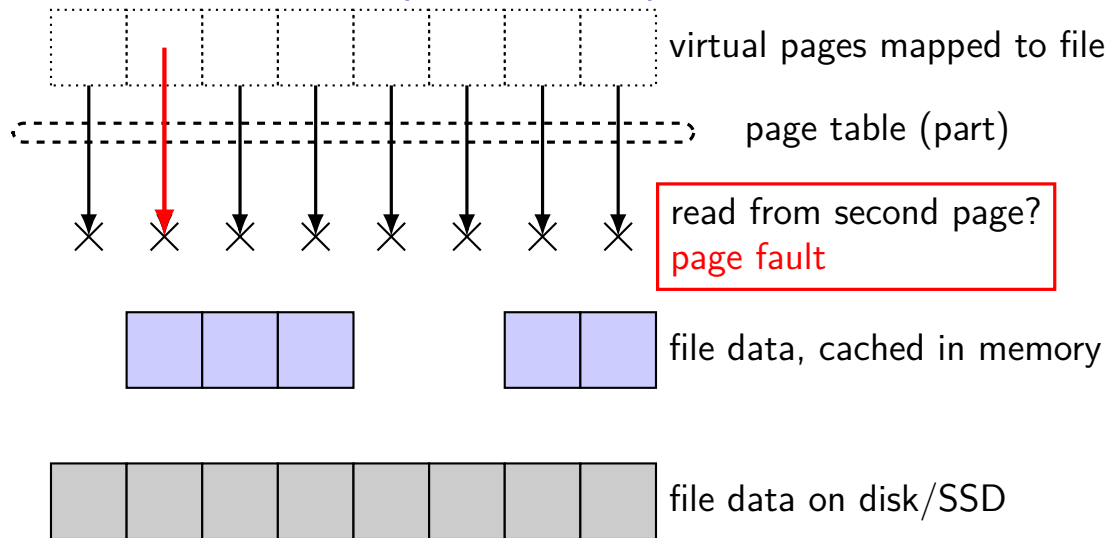 virtual pages mapped to file
page table (part)
read from second page?
page fault
file data, cached in memory
file data on disk/SSD